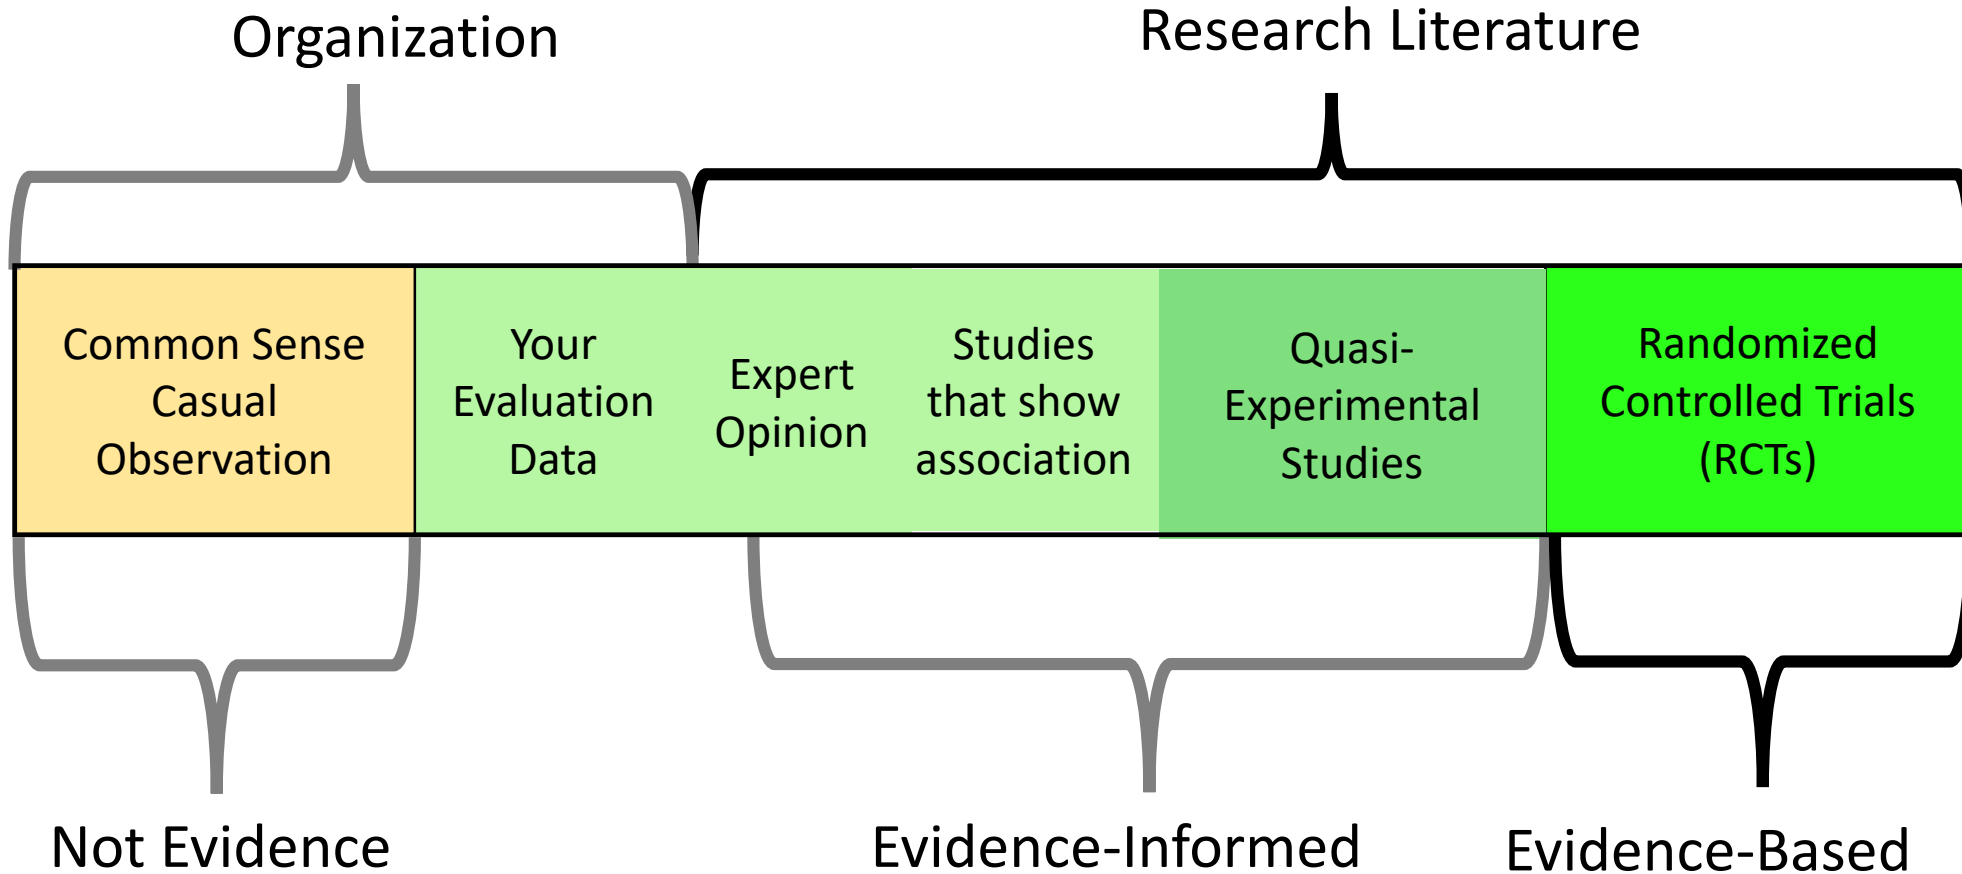 Organization
Research Literature
Common Sense
Casual
Observation
Your
Evaluation
Data
Expert
Opinion
Studies
that show
association
Quasi-
Experimental
Studies
Randomized
Controlled Trials
(RCTs)
Not Evidence
Evidence-Informed
Evidence-Based